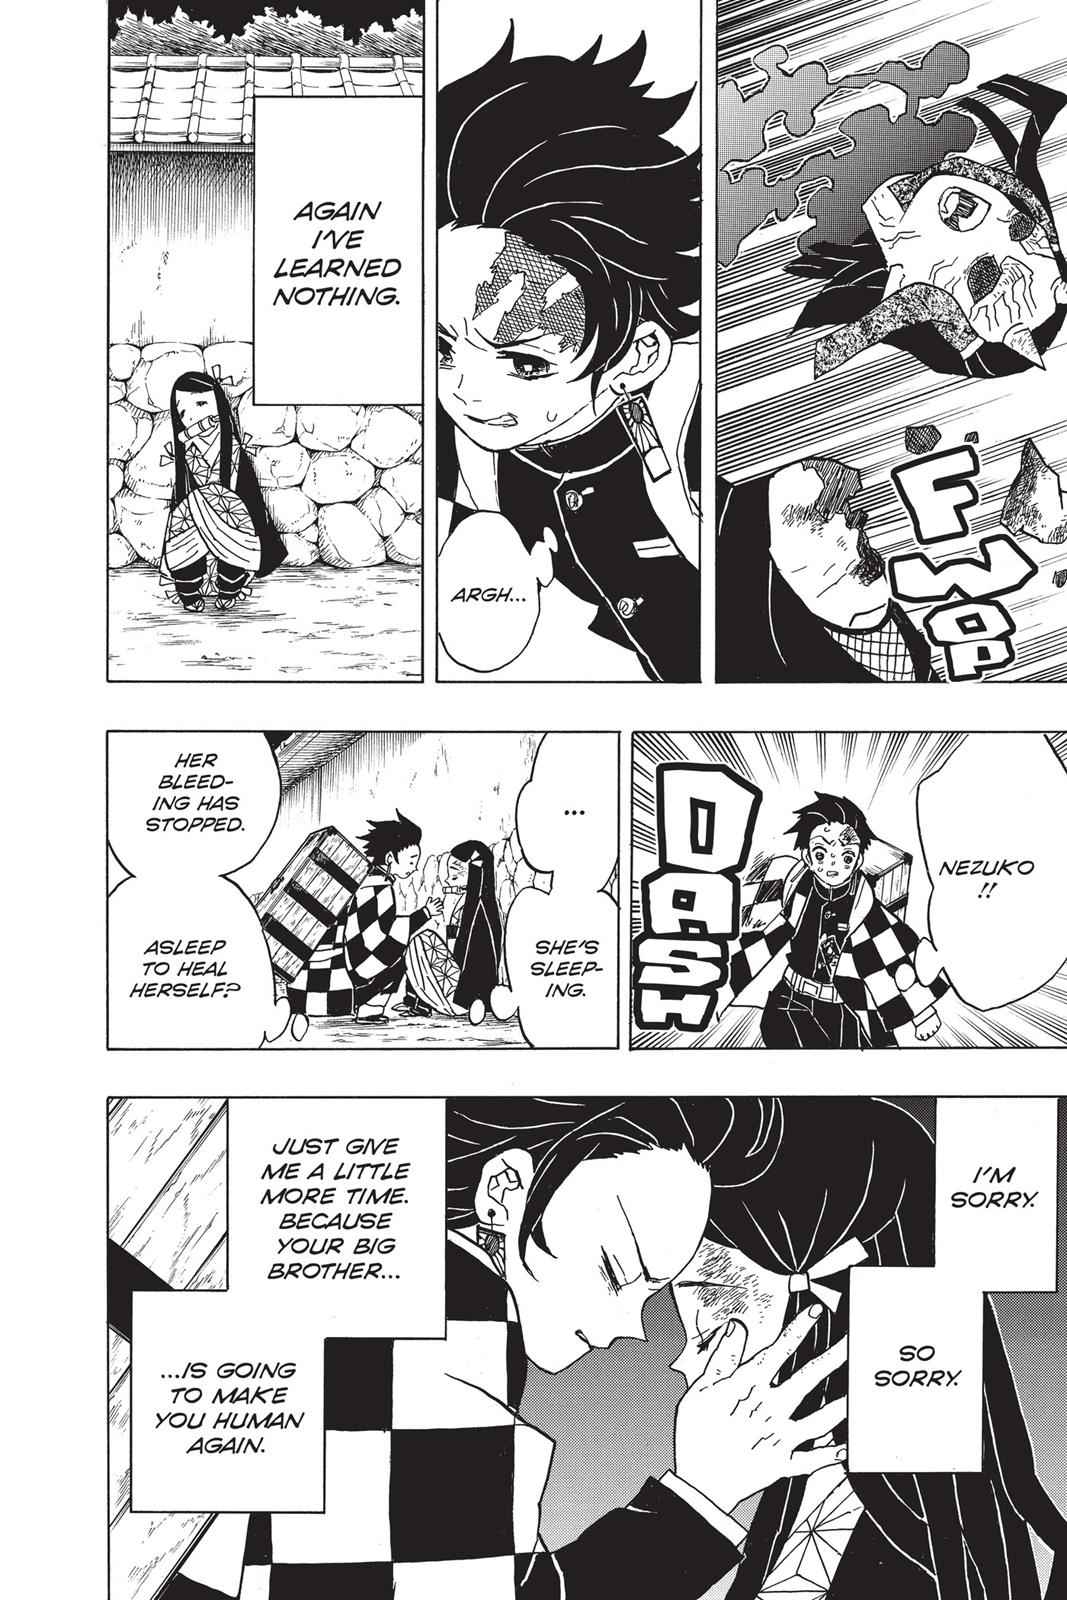 FWOP
ARGH...
AGAIN
I'VE
LEARNED
NOTHING.
NEZUKO
!!
DASH
...
SHE'S
SLEEP-
ING.
HER
BLEED-
ING HAS
STOPPED.
ASLEEP
TO HEAL
HERSELF?
I'M
SORRY.
SO
SORRY.
JUST GIVE
ME A LITTLE
MORE TIME.
BECAUSE
YOUR BIG
BROTHER...
...IS GOING
TO MAKE
YOU HUMAN
AGAIN.